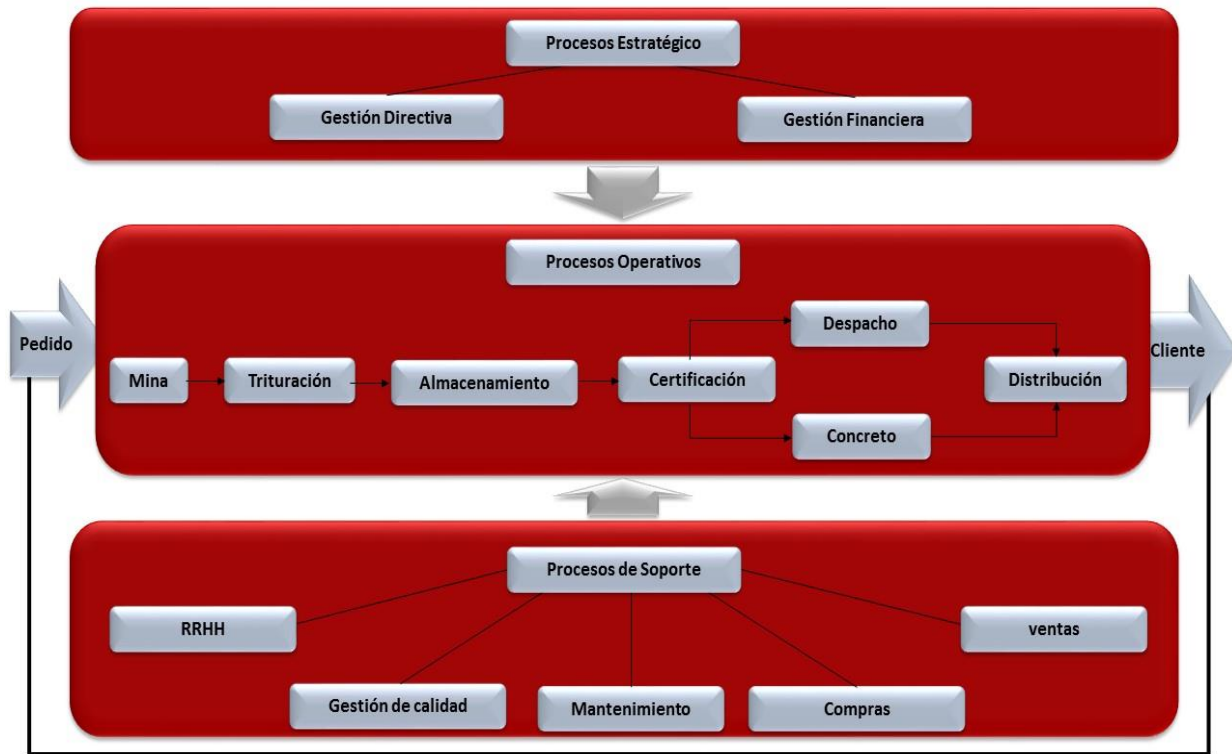 Procesos Estratégico
Gestión Directiva
Gestión Financiera
Procesos Operativos
Pedido
Mina
Trituración
Almacenamiento
Certificación
Despacho
Concreto
Distribución
Cliente
Procesos de Soporte
RRHH
ventas
Gestión de calidad
Mantenimiento
Compras